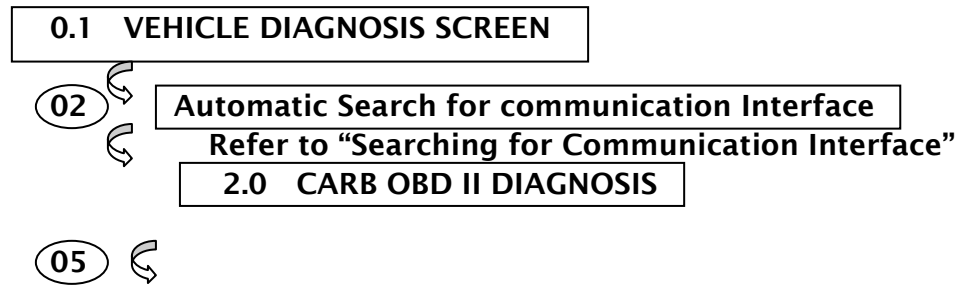 0.1 VEHICLE DIAGNOSIS SCREEN
02 Automatic Search for communication Interface
Refer to “Searching for Communication Interface”
2.0 CARB OBD II DIAGNOSIS
05